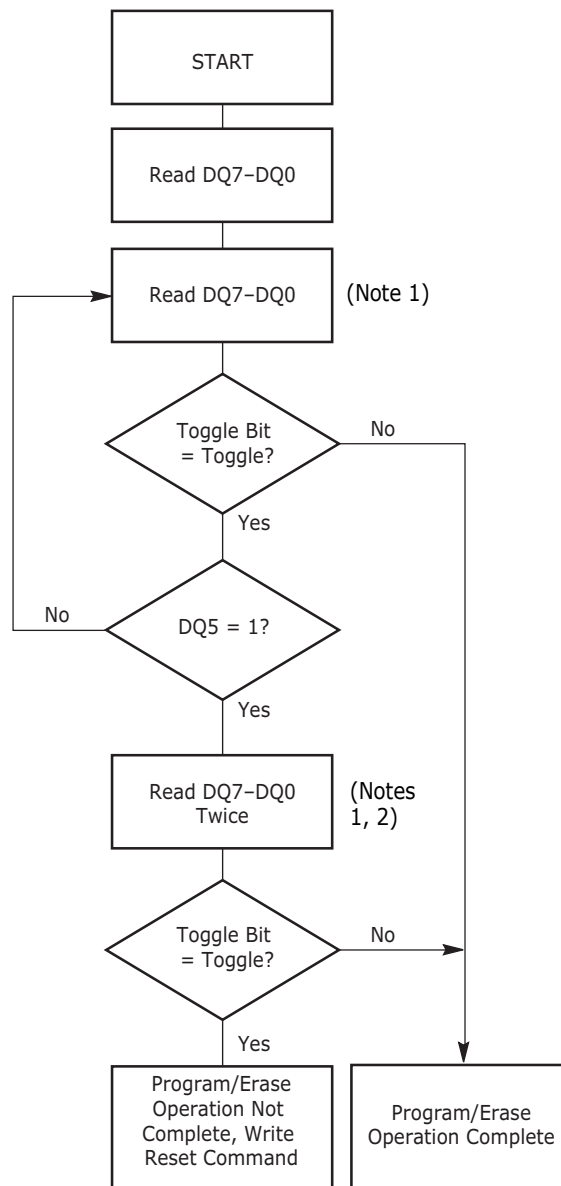 START
Read DQ7–DQ0
Read DQ7–DQ0
(Note 1)
Toggle Bit
= Toggle?
No
Yes
No
DQ5 = 1?
Yes
Read DQ7–DQ0
Twice
(Notes
1, 2)
Toggle Bit
= Toggle?
No
Yes
Program/Erase
Operation Not
Complete, Write
Reset Command
Program/Erase
Operation Complete